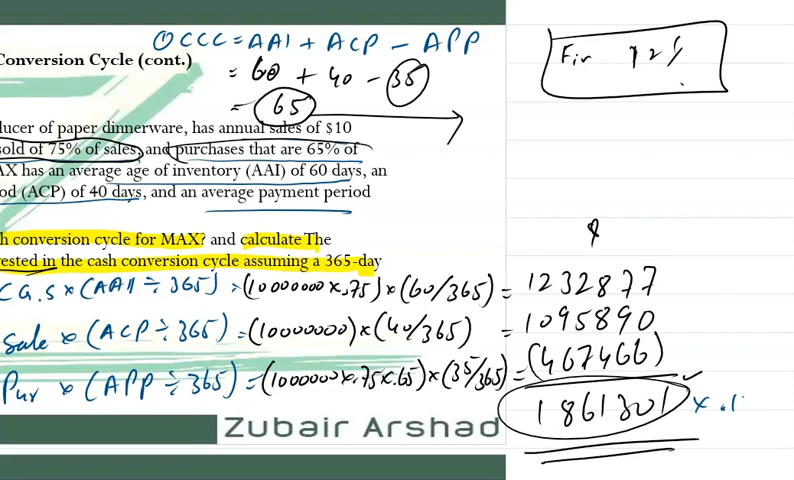 ① CCC = AAI + ACP - APP
Conversion Cycle (cont.)
= 60 + 40 - 35
= 65
Fin 12%
ducer of paper dinnerware, has annual sales of $10
sold of 75% of sales, and purchases that are 65% of
AX has an average age of inventory (AAI) of 60 days, an
od (ACP) of 40 days, and an average payment period
sh conversion cycle for MAX? and calculate The
ested in the cash conversion cycle assuming a 365-day
CG.S × (AAI ÷ 365) = (10000000 × .75) × (60/365) = 1232877
Sale × (ACP ÷ 365) = (10000000) × (40/365) = 1095890
Pur × (APP ÷ 365) = (1000000 × .75 × .65) × (35/365) = (467466)
1861301 × .1
Zubair Arshad